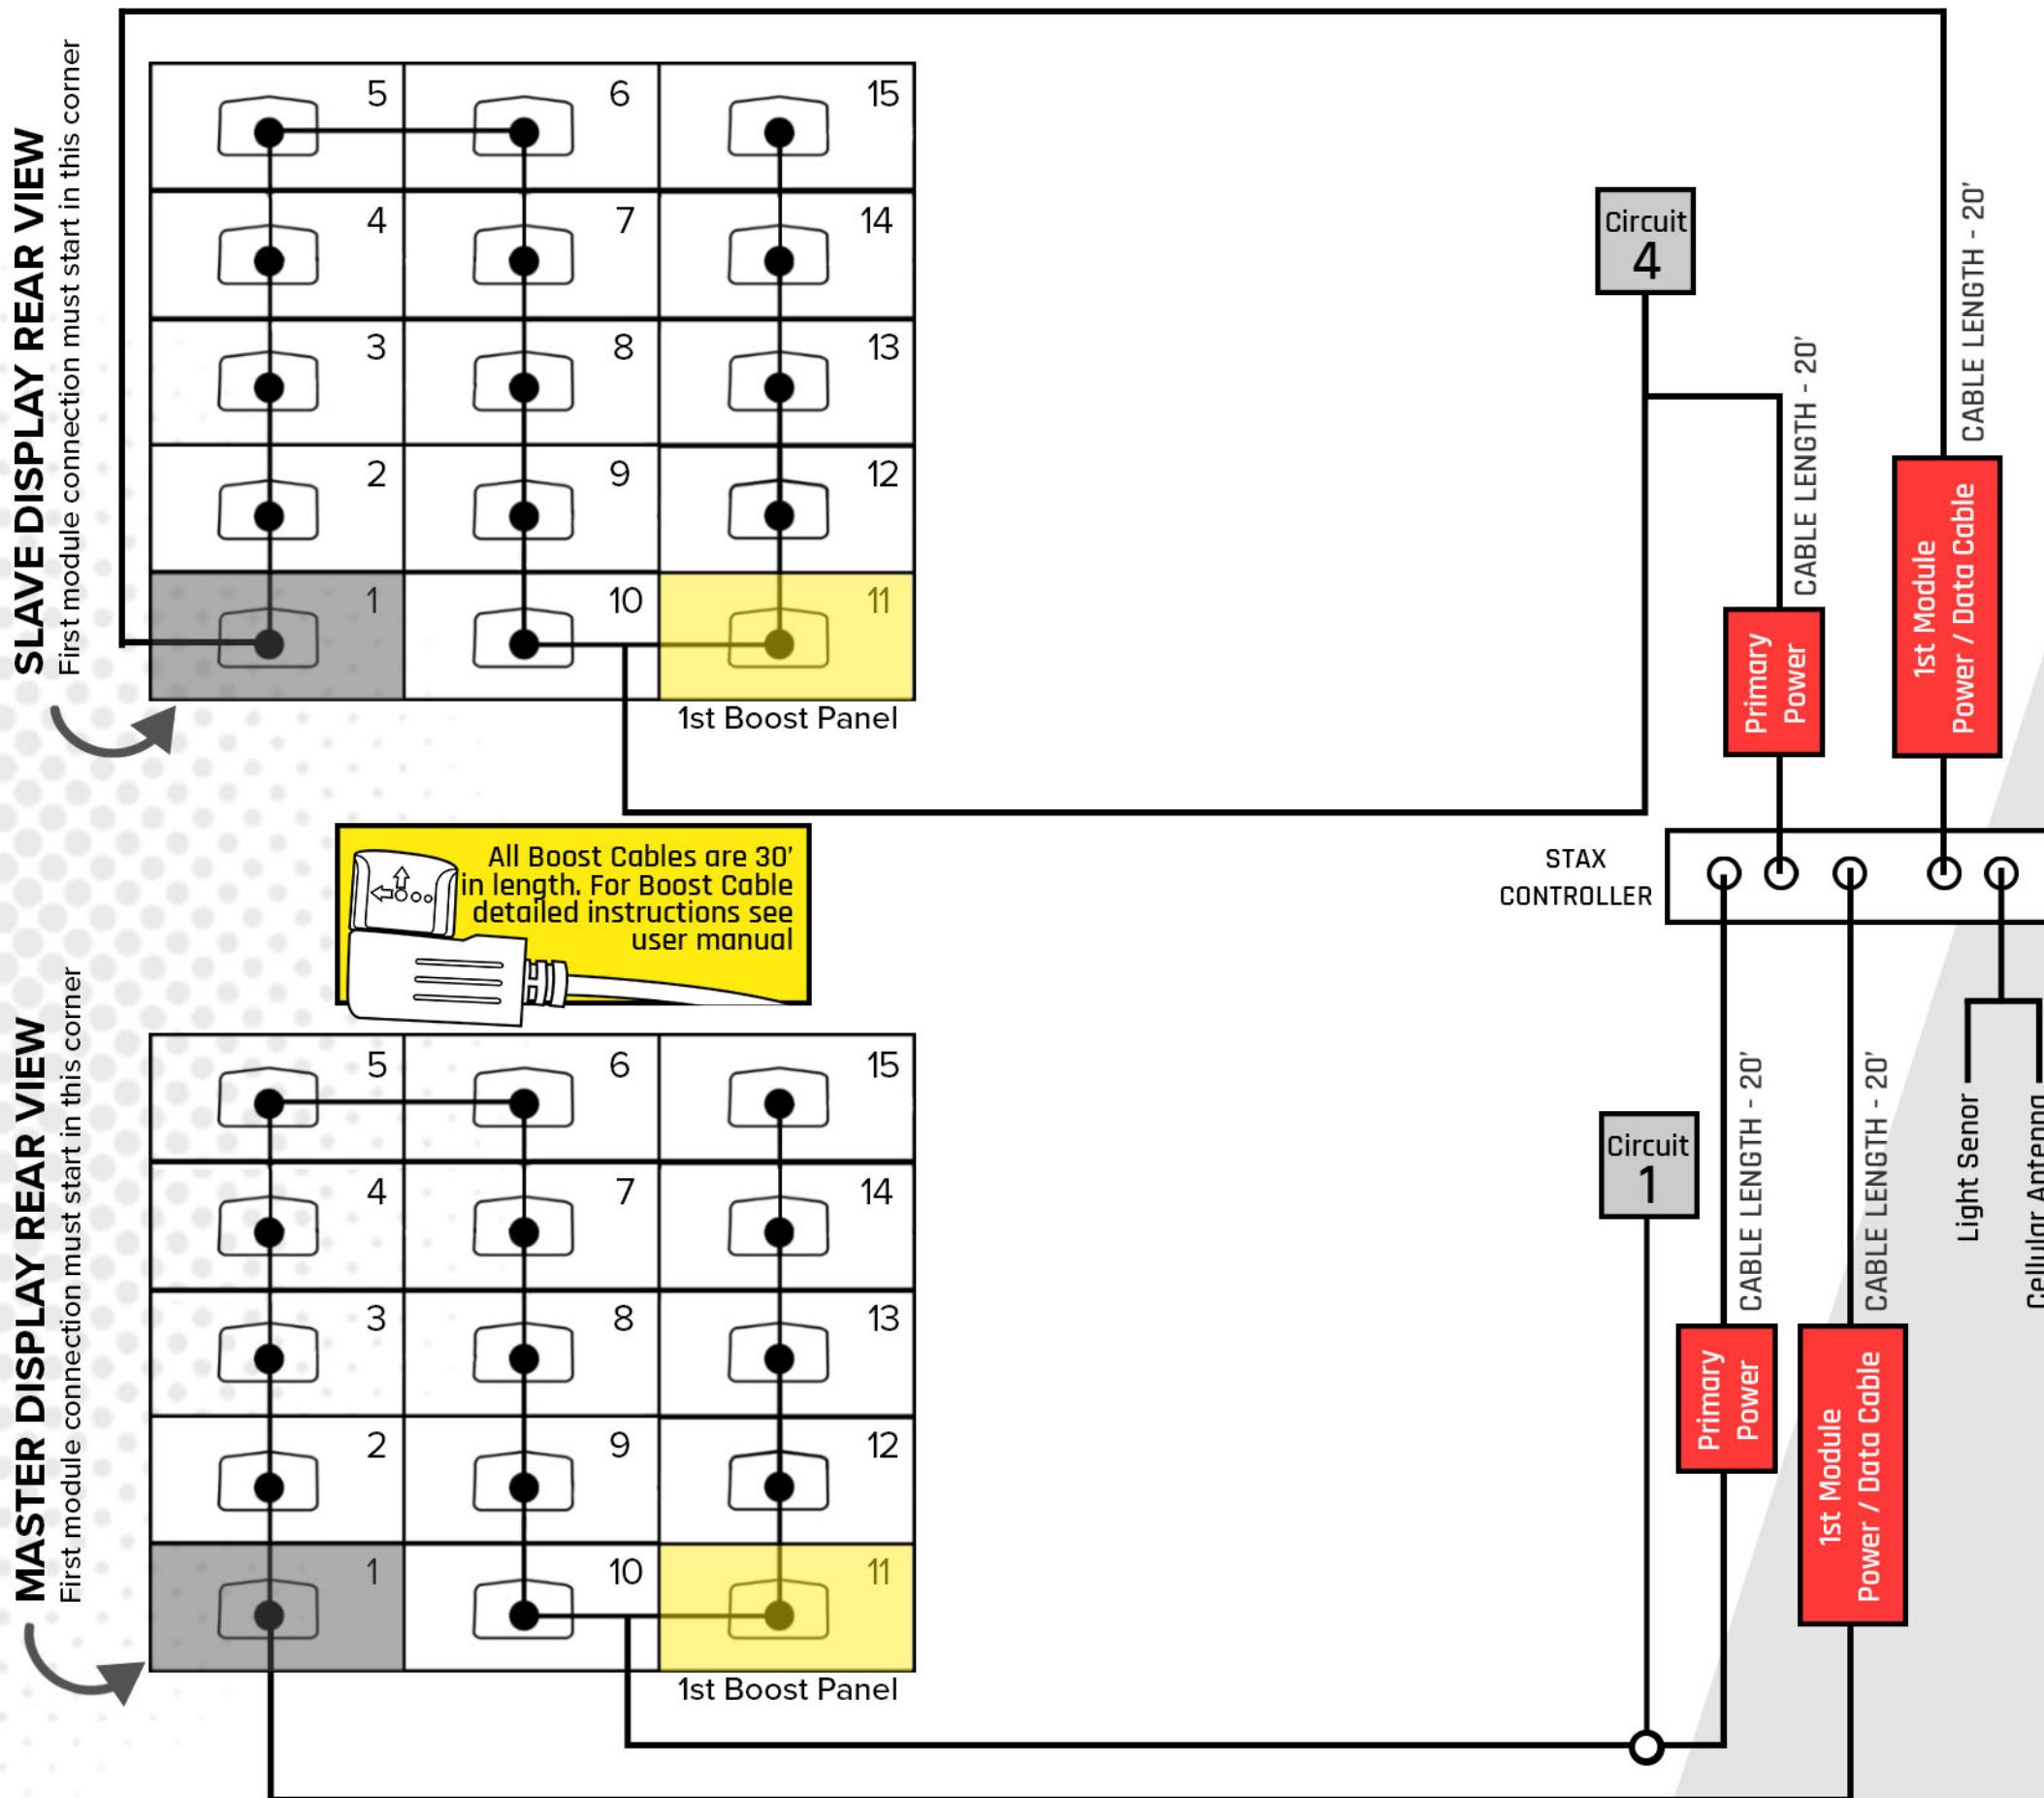 SLAVE DISPLAY REAR VIEW
First module connection must start in this corner
5
6
15
4
7
14
3
8
13
2
9
12
1
10
11
1st Boost Panel
Circuit
4
CABLE LENGTH - 20'
Primary
Power
CABLE LENGTH - 20'
1st Module
Power / Data Cable
STAX
CONTROLLER
All Boost Cables are 30'
in length. For Boost Cable
detailed instructions see
user manual
MASTER DISPLAY REAR VIEW
First module connection must start in this corner
5
6
15
4
7
14
3
8
13
2
9
12
1
10
11
1st Boost Panel
Circuit
1
CABLE LENGTH - 20'
Primary
Power
CABLE LENGTH - 20'
1st Module
Power / Data Cable
Light Senor
Cellular Antenna